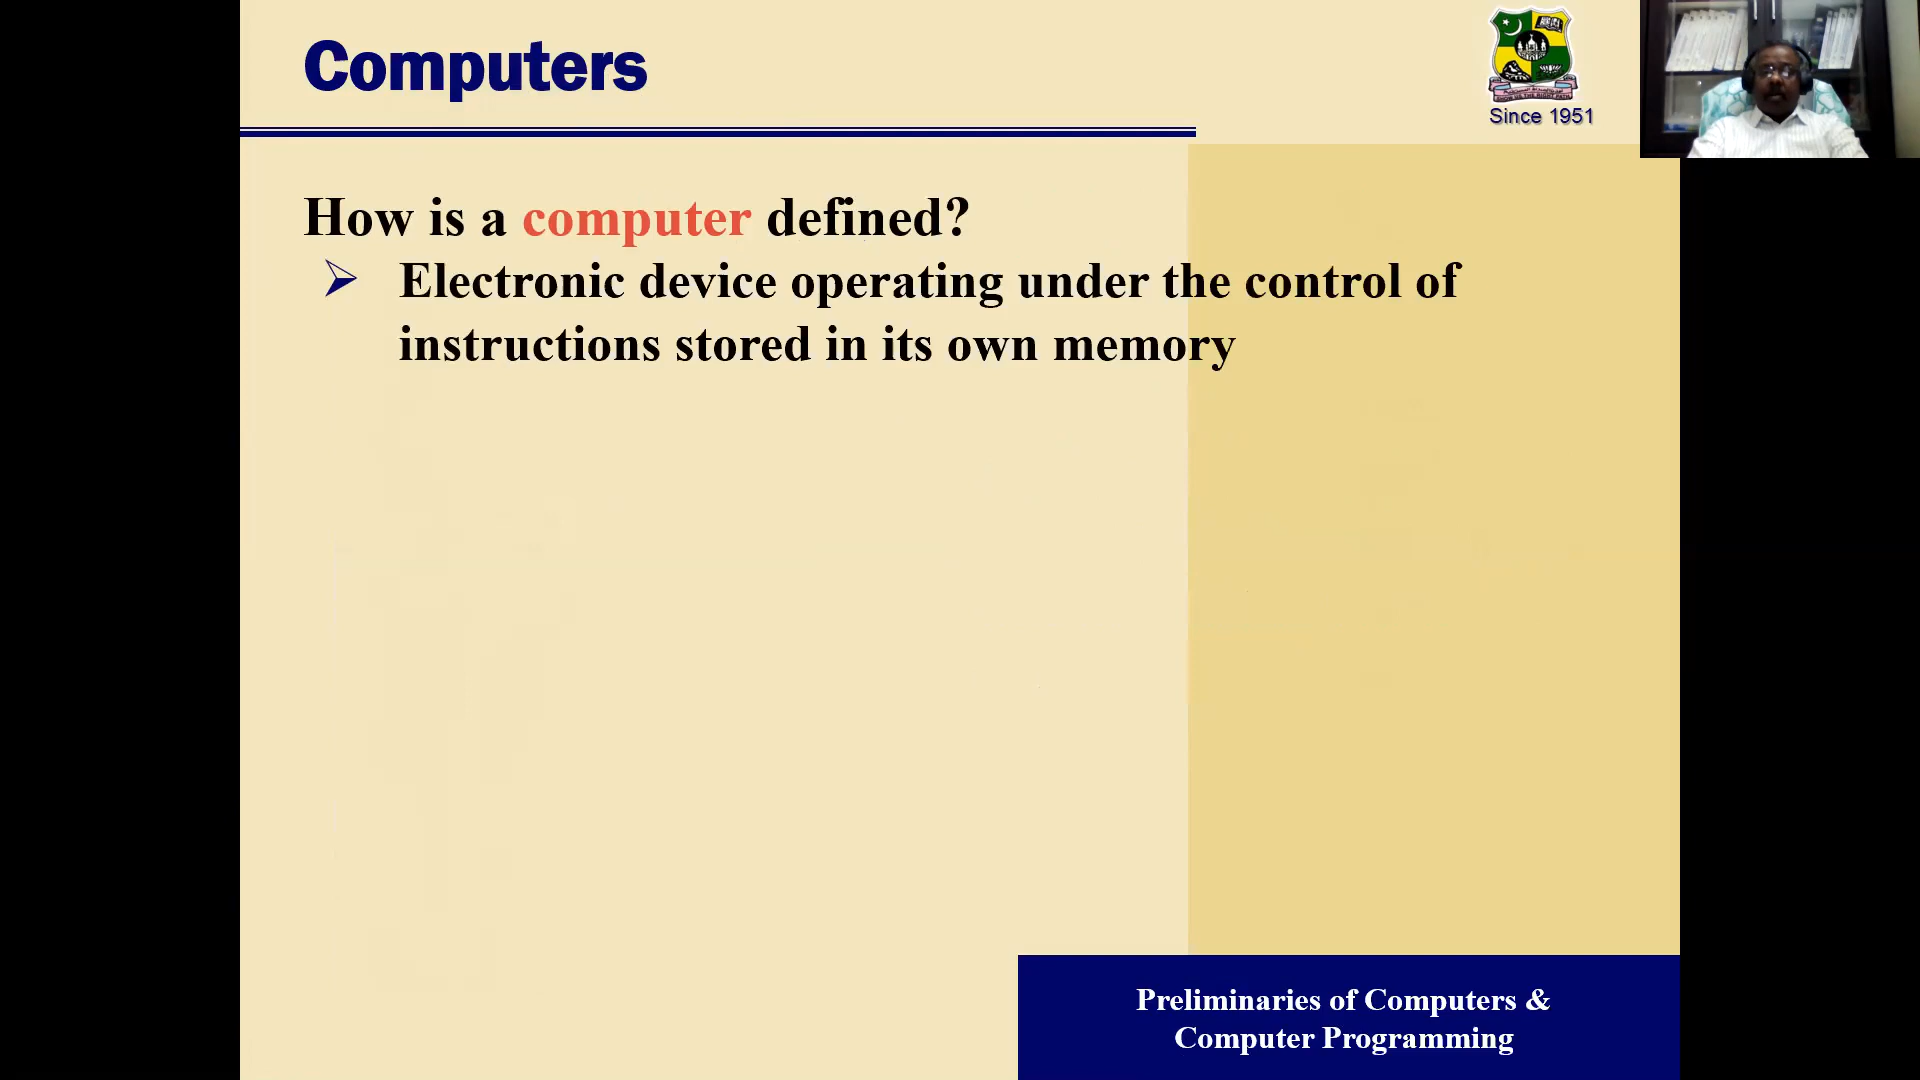 Computers
Since 1951
How is a computer defined?
Electronic device operating under the control of
instructions stored in its own memory
Preliminaries of Computers &
Computer Programming